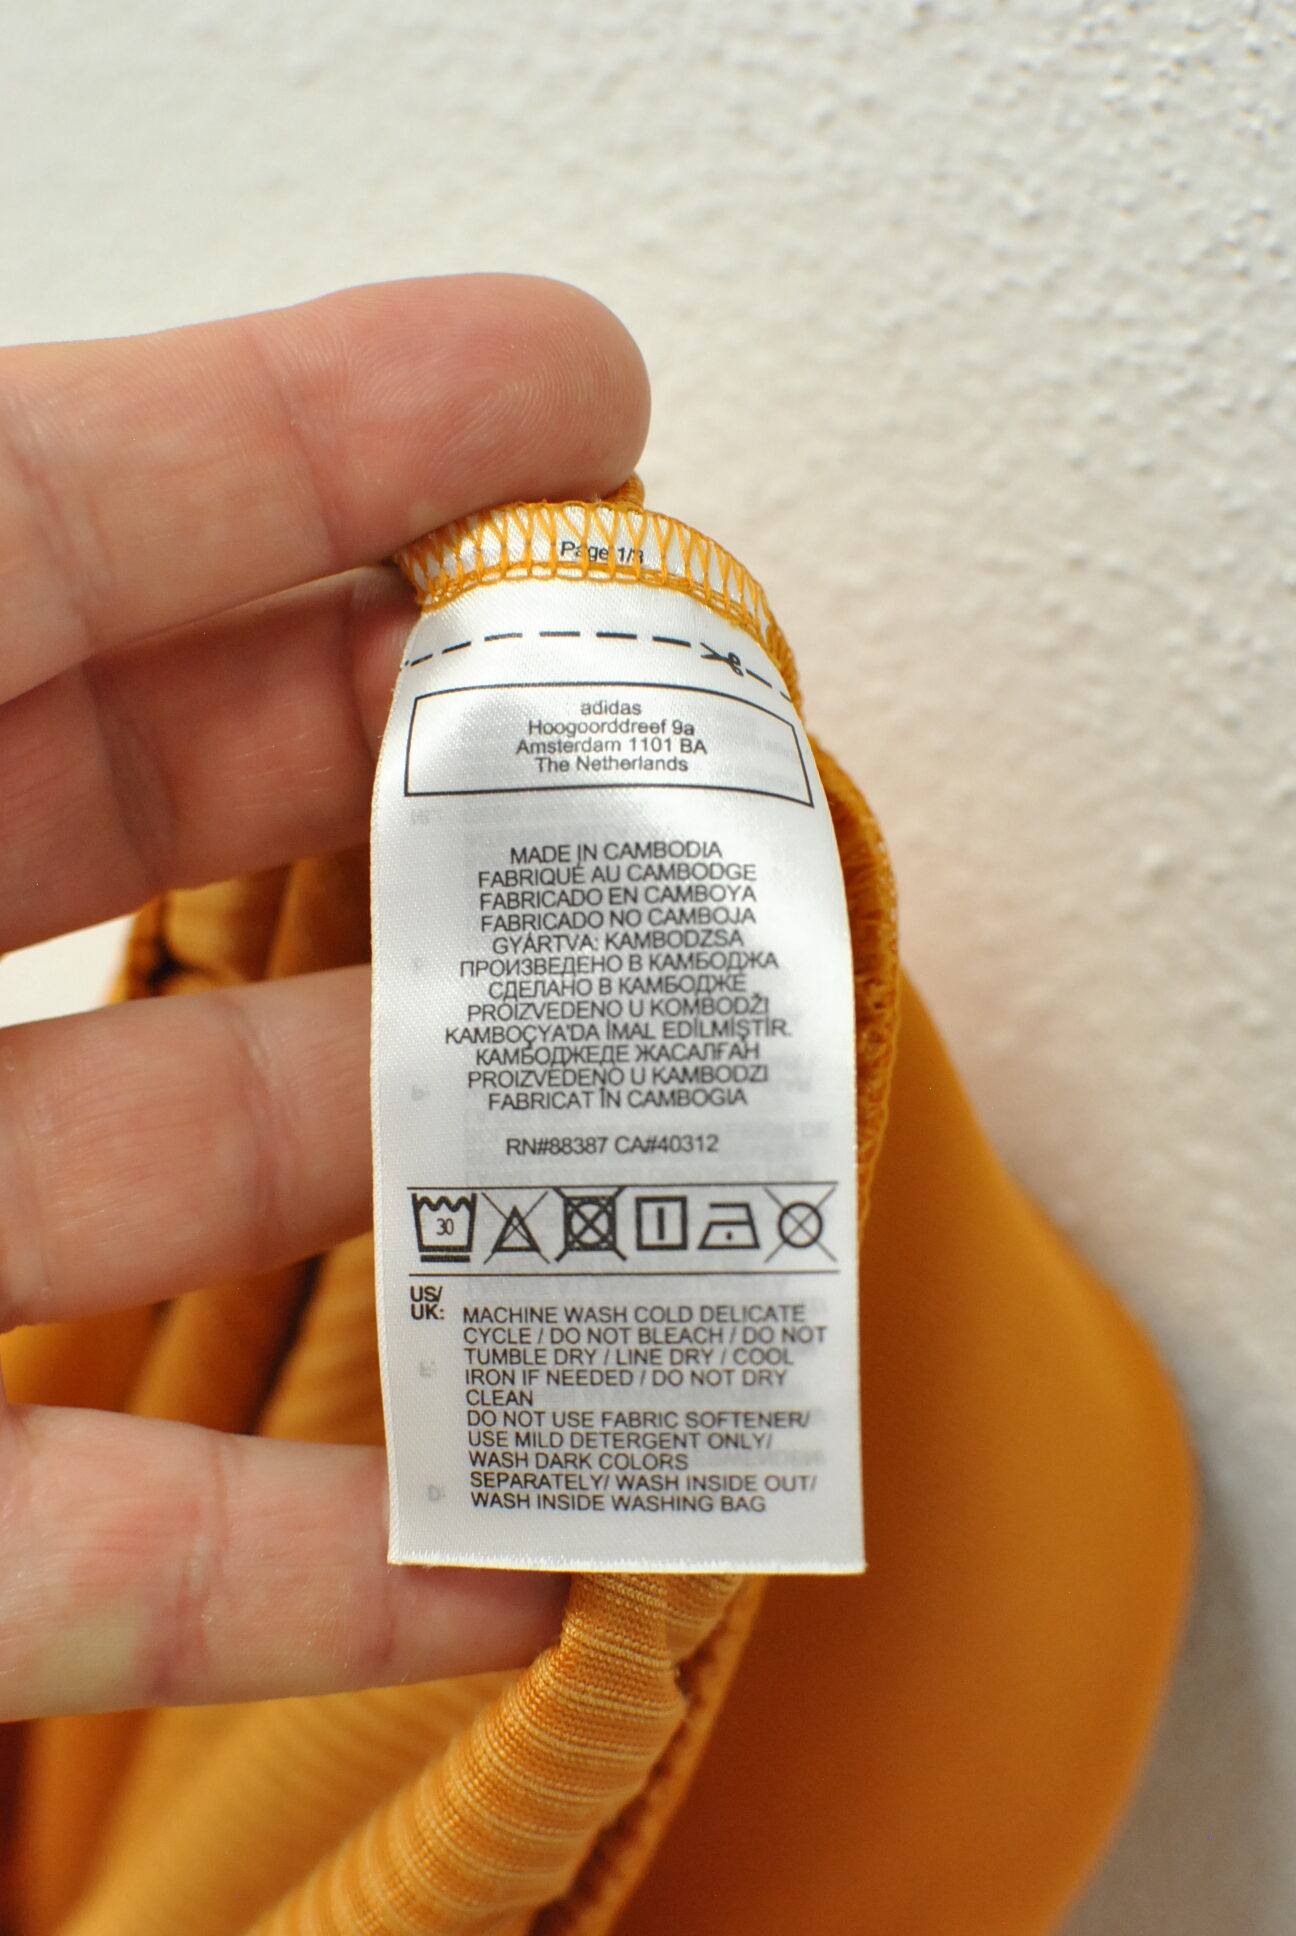 Page 1/3
adidas
Hoogoorddreef 9a
Amsterdam 1101 BA
The Netherlands
MADE IN CAMBODIA
FABRIQUÉ AU CAMBODGE
FABRICADO EN CAMBOYA
FABRICADO NO CAMBOJA
GYÁRTVA: KAMBODZSA
ПРОИЗВЕДЕНО В КАМБОДЖА
СДЕЛАНО В КАМБОДЖЕ
PROIZVEDENO U KOMBODŽI
KAMBOÇYA'DA İMAL EDİLMİŞTİR.
КАМБОДЖЕДЕ ЖАСАЛҒАН
PROIZVEDENO U KAMBODZI
FABRICAT ÎN CAMBOGIA
RN#88387 CA#40312
30
US/
UK: MACHINE WASH COLD DELICATE
CYCLE / DO NOT BLEACH / DO NOT
TUMBLE DRY / LINE DRY / COOL
IRON IF NEEDED / DO NOT DRY
CLEAN
DO NOT USE FABRIC SOFTENER/
USE MILD DETERGENT ONLY/
WASH DARK COLORS
SEPARATELY/ WASH INSIDE OUT/
WASH INSIDE WASHING BAG